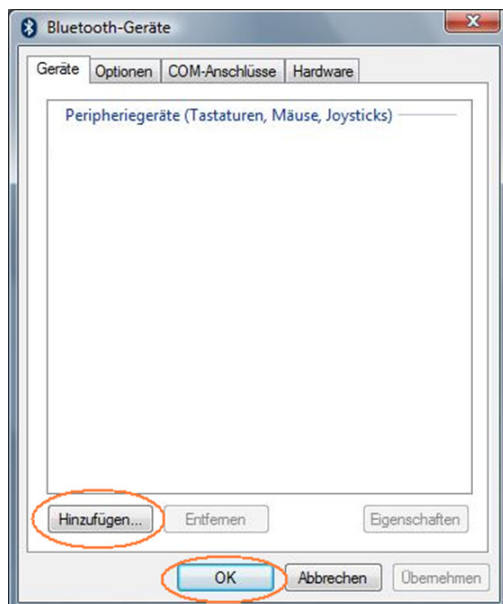 Bluetooth-Geräte
Geräte Optionen COM-Anschlüsse Hardware
Peripheriegeräte (Tastaturen, Mäuse, Joysticks)
Hinzufügen... Entfernen Eigenschaften
OK Abbrechen Übernehmen